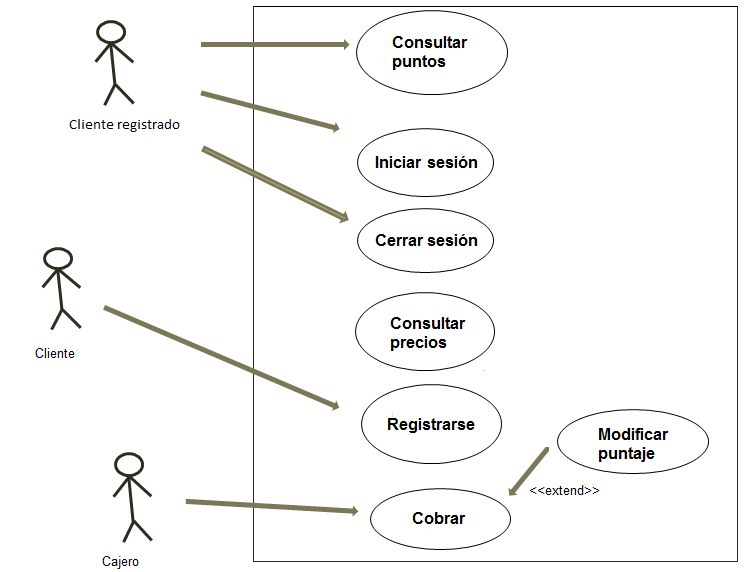 Cliente registrado
Consultar
puntos
Iniciar sesión
Cerrar sesión
Cliente
Consultar
precios
Registrarse
Modificar
puntaje
<<extend>>
Cobrar
Cajero